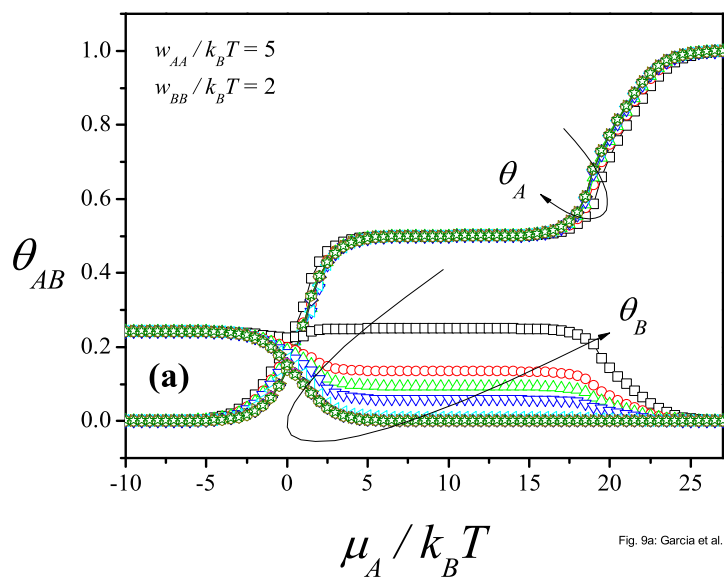 w_AA / k_B T = 5
w_BB / k_B T = 2
1.0
0.8
0.6
0.4
0.2
0.0
θ_AB
θ_A
θ_B
(a)
-10 -5 0 5 10 15 20 25
μ_A / k_B T
Fig. 9a: Garcia et al.